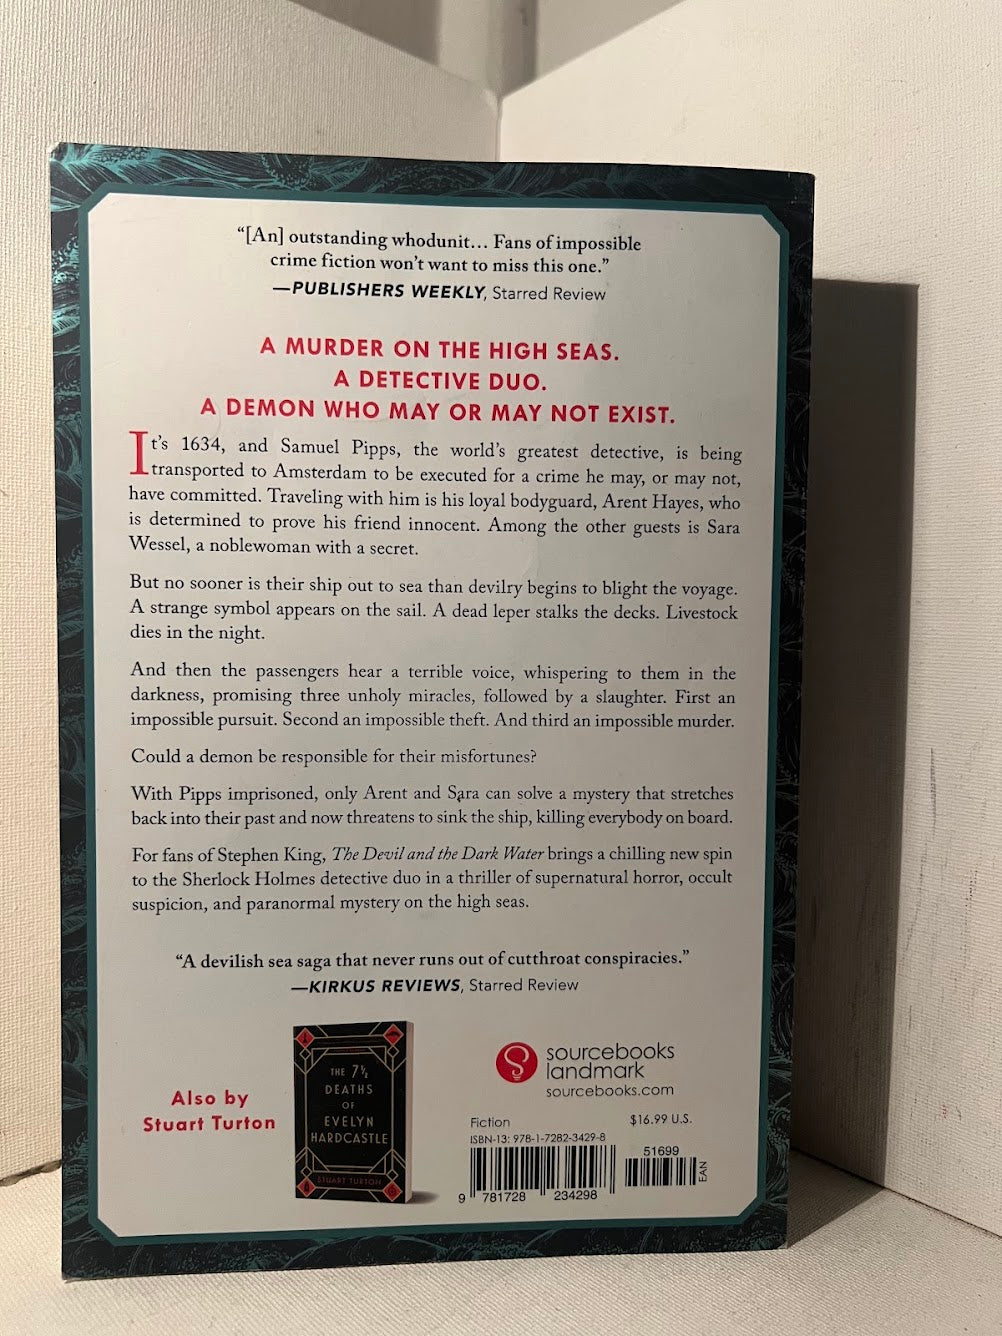 “[An] outstanding whodunit... Fans of impossible
crime fiction won’t want to miss this one.”
—PUBLISHERS WEEKLY, Starred Review
A MURDER ON THE HIGH SEAS.
A DETECTIVE DUO.
A DEMON WHO MAY OR MAY NOT EXIST.
It’s 1634, and Samuel Pipps, the world’s greatest detective, is being
transported to Amsterdam to be executed for a crime he may, or may not,
have committed. Traveling with him is his loyal bodyguard, Arent Hayes, who
is determined to prove his friend innocent. Among the other guests is Sara
Wessel, a noblewoman with a secret.
But no sooner is their ship out to sea than devilry begins to blight the voyage.
A strange symbol appears on the sail. A dead leper stalks the decks. Livestock
dies in the night.
And then the passengers hear a terrible voice, whispering to them in the
darkness, promising three unholy miracles, followed by a slaughter. First an
impossible pursuit. Second an impossible theft. And third an impossible murder.
Could a demon be responsible for their misfortunes?
With Pipps imprisoned, only Arent and Sara can solve a mystery that stretches
back into their past and now threatens to sink the ship, killing everybody on board.
For fans of Stephen King, The Devil and the Dark Water brings a chilling new spin
to the Sherlock Holmes detective duo in a thriller of supernatural horror, occult
suspicion, and paranormal mystery on the high seas.
“A devilish sea saga that never runs out of cutthroat conspiracies.”
—KIRKUS REVIEWS, Starred Review
Also by
Stuart Turton
THE 7½
DEATHS
OF
EVELYN
HARDCASTLE
STUART TURTON
sourcebooks
landmark
sourcebooks.com
Fiction
$16.99 U.S.
ISBN-13: 978-1-7282-3429-8
51699
EAN
9 781728 234298